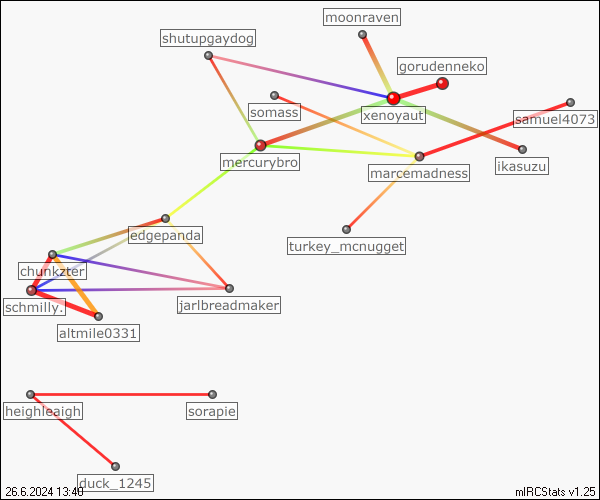 moonraven
shutupgaydog
gorudenneko
somass
xenoyaut
samuel4073
mercurybro
marcemadness
ikasuzu
edgepanda
turkey_mcnugget
chunkzter
schmilly.
jarlbreadmaker
altmile0331
heighleaigh
sorapie
duck_1245
26.6.2024 13:40
mIRCStats v1.25